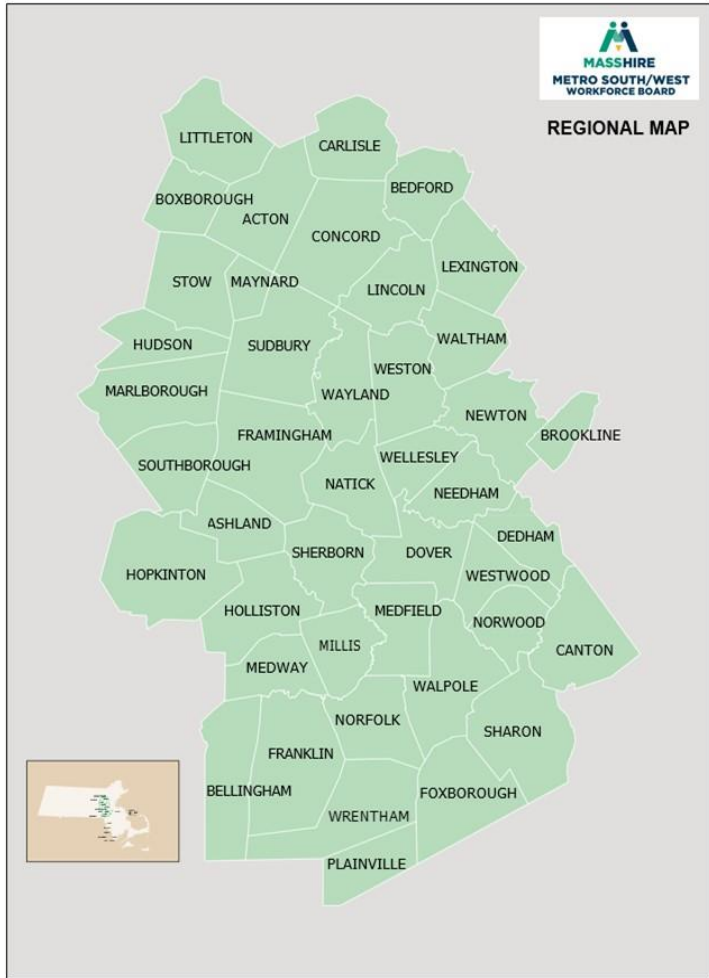 MASSHIRE
METRO SOUTH/WEST
WORKFORCE BOARD
REGIONAL MAP
LITTLETON
CARLISLE
BEDFORD
BOXBOROUGH
ACTON
CONCORD
LEXINGTON
STOW
MAYNARD
LINCOLN
HUDSON
SUDBURY
WALTHAM
WESTON
MARLBOROUGH
WAYLAND
NEWTON
BROOKLINE
FRAMINGHAM
WELLESLEY
SOUTHBOROUGH
NATICK
NEEDHAM
ASHLAND
DEDHAM
SHERBORN
DOVER
HOPKINTON
WESTWOOD
HOLLISTON
MEDFIELD
NORWOOD
MILLIS
CANTON
MEDWAY
WALPOLE
NORFOLK
SHARON
FRANKLIN
BELLINGHAM
FOXBOROUGH
WRENTHAM
PLAINVILLE